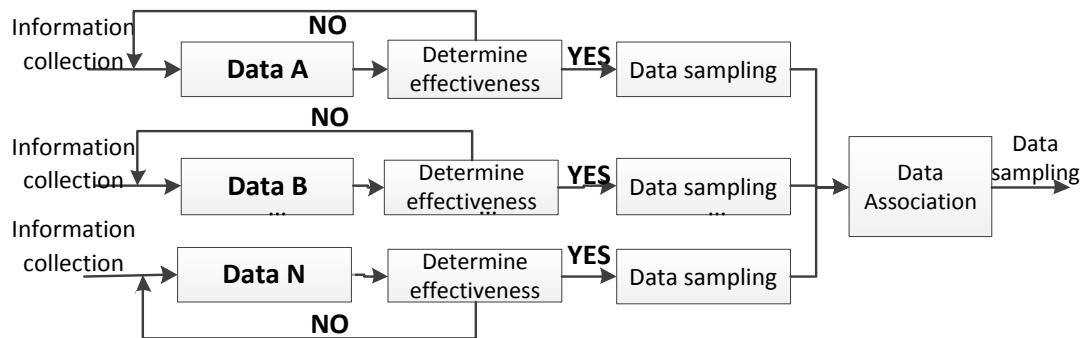 NO
Information
collection
Data A
Determine
effectiveness
YES
Data sampling
NO
Information
collection
Data B
...
Determine
effectiveness
...
YES
Data sampling
...
Data
Association
Data
sampling
Information
collection
Data N
Determine
effectiveness
YES
Data sampling
NO